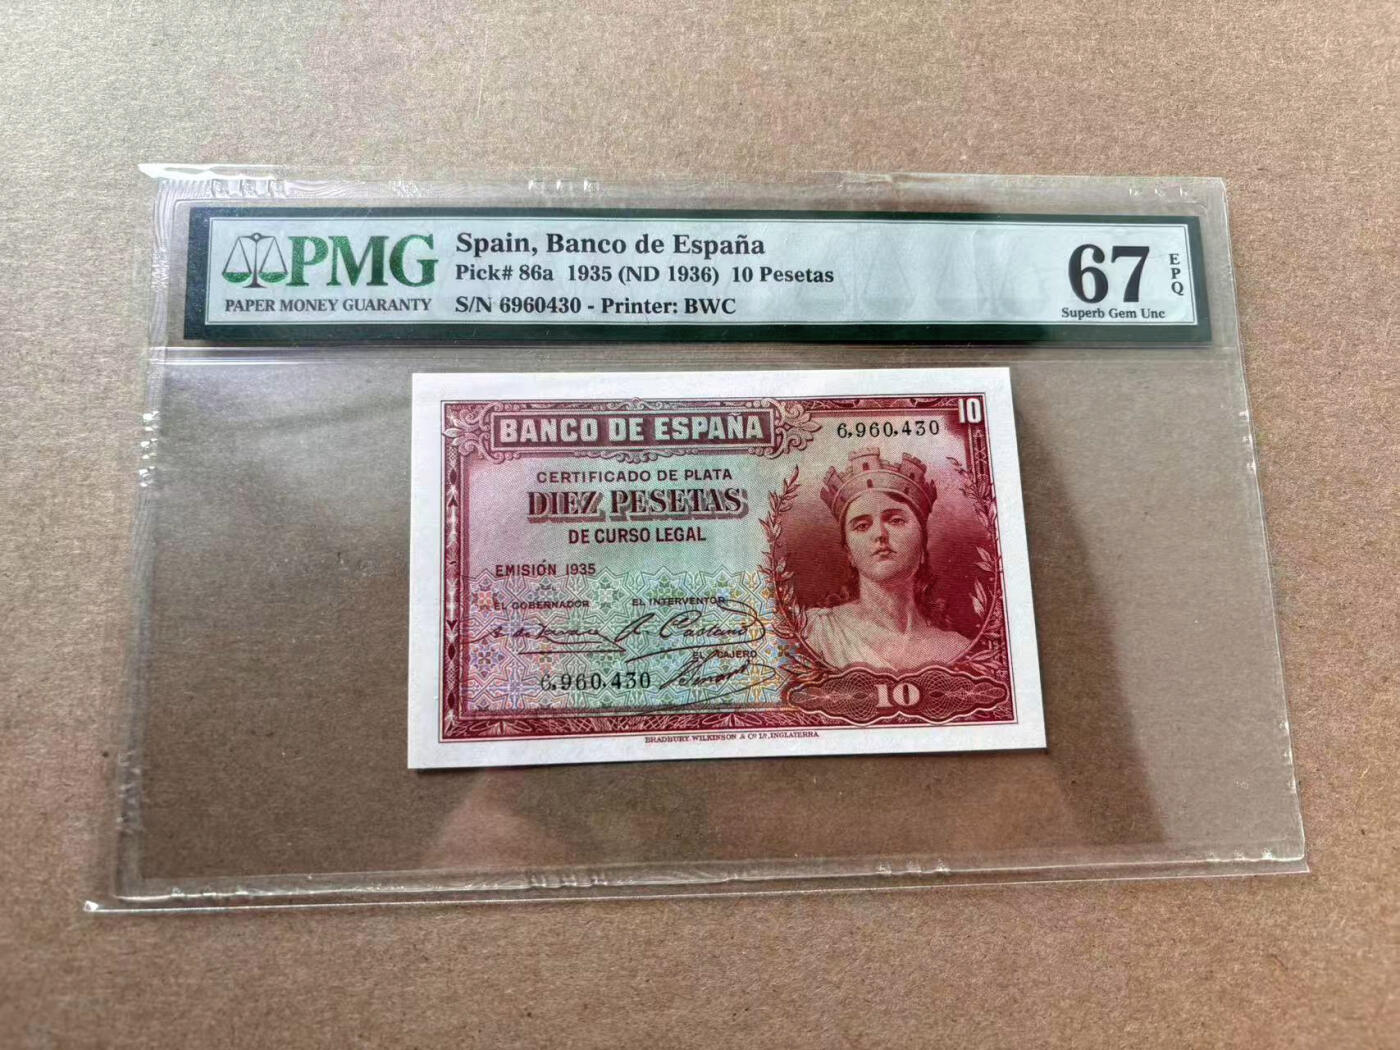 PMG
PAPER MONEY GUARANTY
Spain, Banco de España
Pick# 86a 1935 (ND 1936) 10 Pesetas
S/N 6960430 - Printer: BWC
67
EPQ
Superb Gem Unc
BANCO DE ESPAÑA
6,960,430
10
CERTIFICADO DE PLATA
DIEZ PESETAS
DE CURSO LEGAL
EMISIÓN 1935
EL GOBERNADOR
EL INTERVENTOR
EL CAJERO
6,960,430
10
BRADBURY, WILKINSON & Cº Lᵈ, INGLATERRA